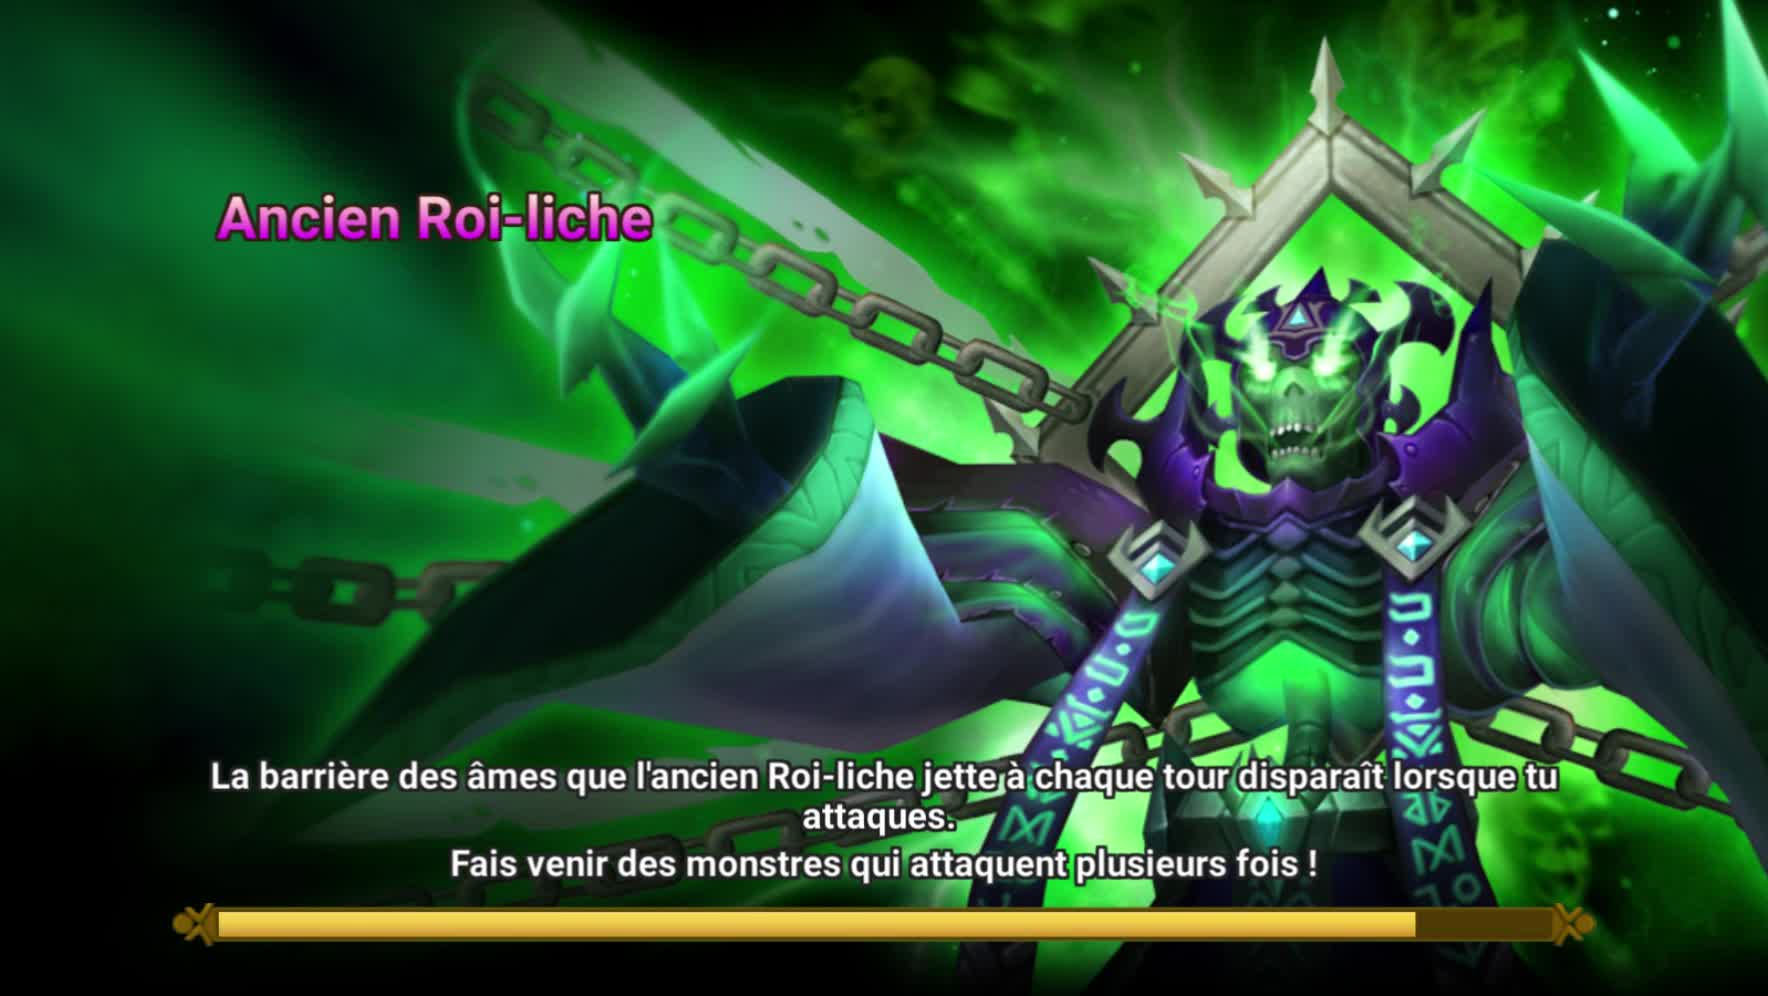 Ancien Roi-liche
La barrière des âmes que l'ancien Roi-liche jette à chaque tour disparaît lorsque tu
attaques.
Fais venir des monstres qui attaquent plusieurs fois !